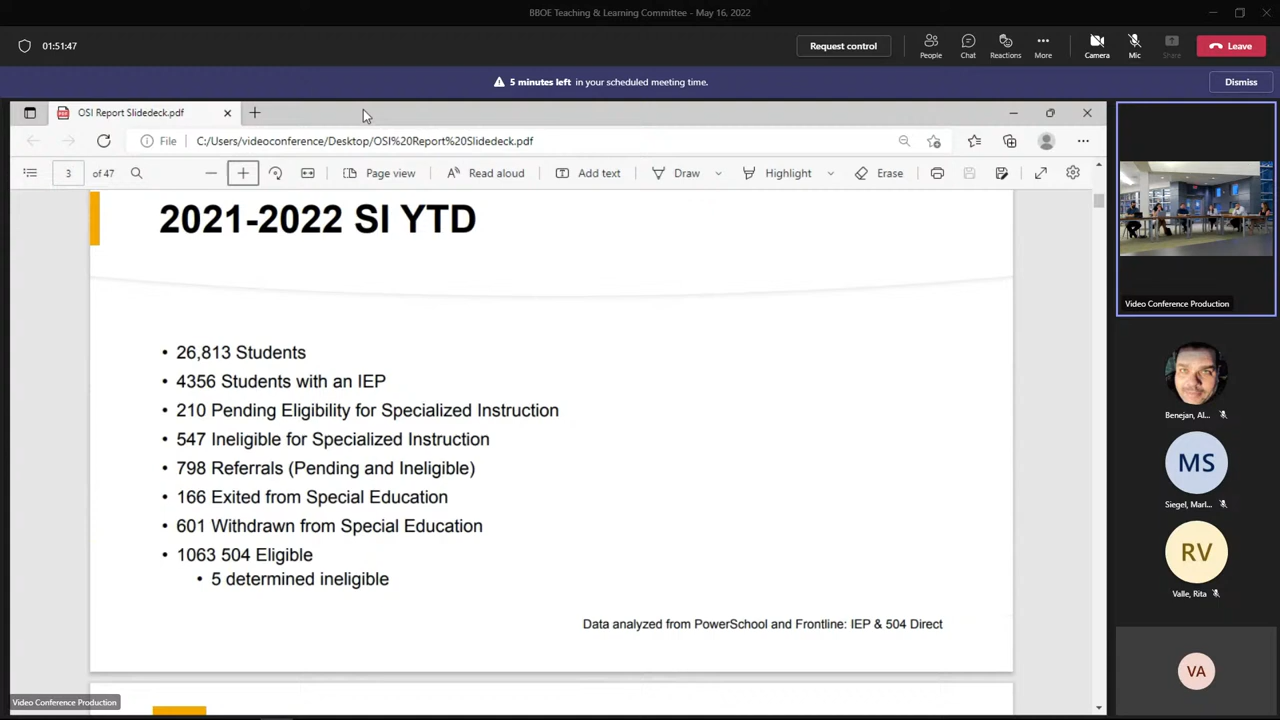 BBOE Teaching & Learning Committee - May 16, 2022
01:51:47
Request control
People
Chat
Reactions
More
Camera
Mic
Share
Leave
5 minutes left in your scheduled meeting time.
Dismiss
OSI Report Slidedeck.pdf
File
C:/Users/videoconference/Desktop/OSI%20Report%20Slidedeck.pdf
3 of 47
Page view
Read aloud
Add text
Draw
Highlight
Erase
2021-2022 SI YTD
• 26,813 Students
• 4356 Students with an IEP
• 210 Pending Eligibility for Specialized Instruction
• 547 Ineligible for Specialized Instruction
• 798 Referrals (Pending and Ineligible)
• 166 Exited from Special Education
• 601 Withdrawn from Special Education
• 1063 504 Eligible
• 5 determined ineligible
Data analyzed from PowerSchool and Frontline: IEP & 504 Direct
Video Conference Production
Video Conference Production
Benejan, Al...
MS
Siegel, Marl...
RV
Valle, Rita
VA